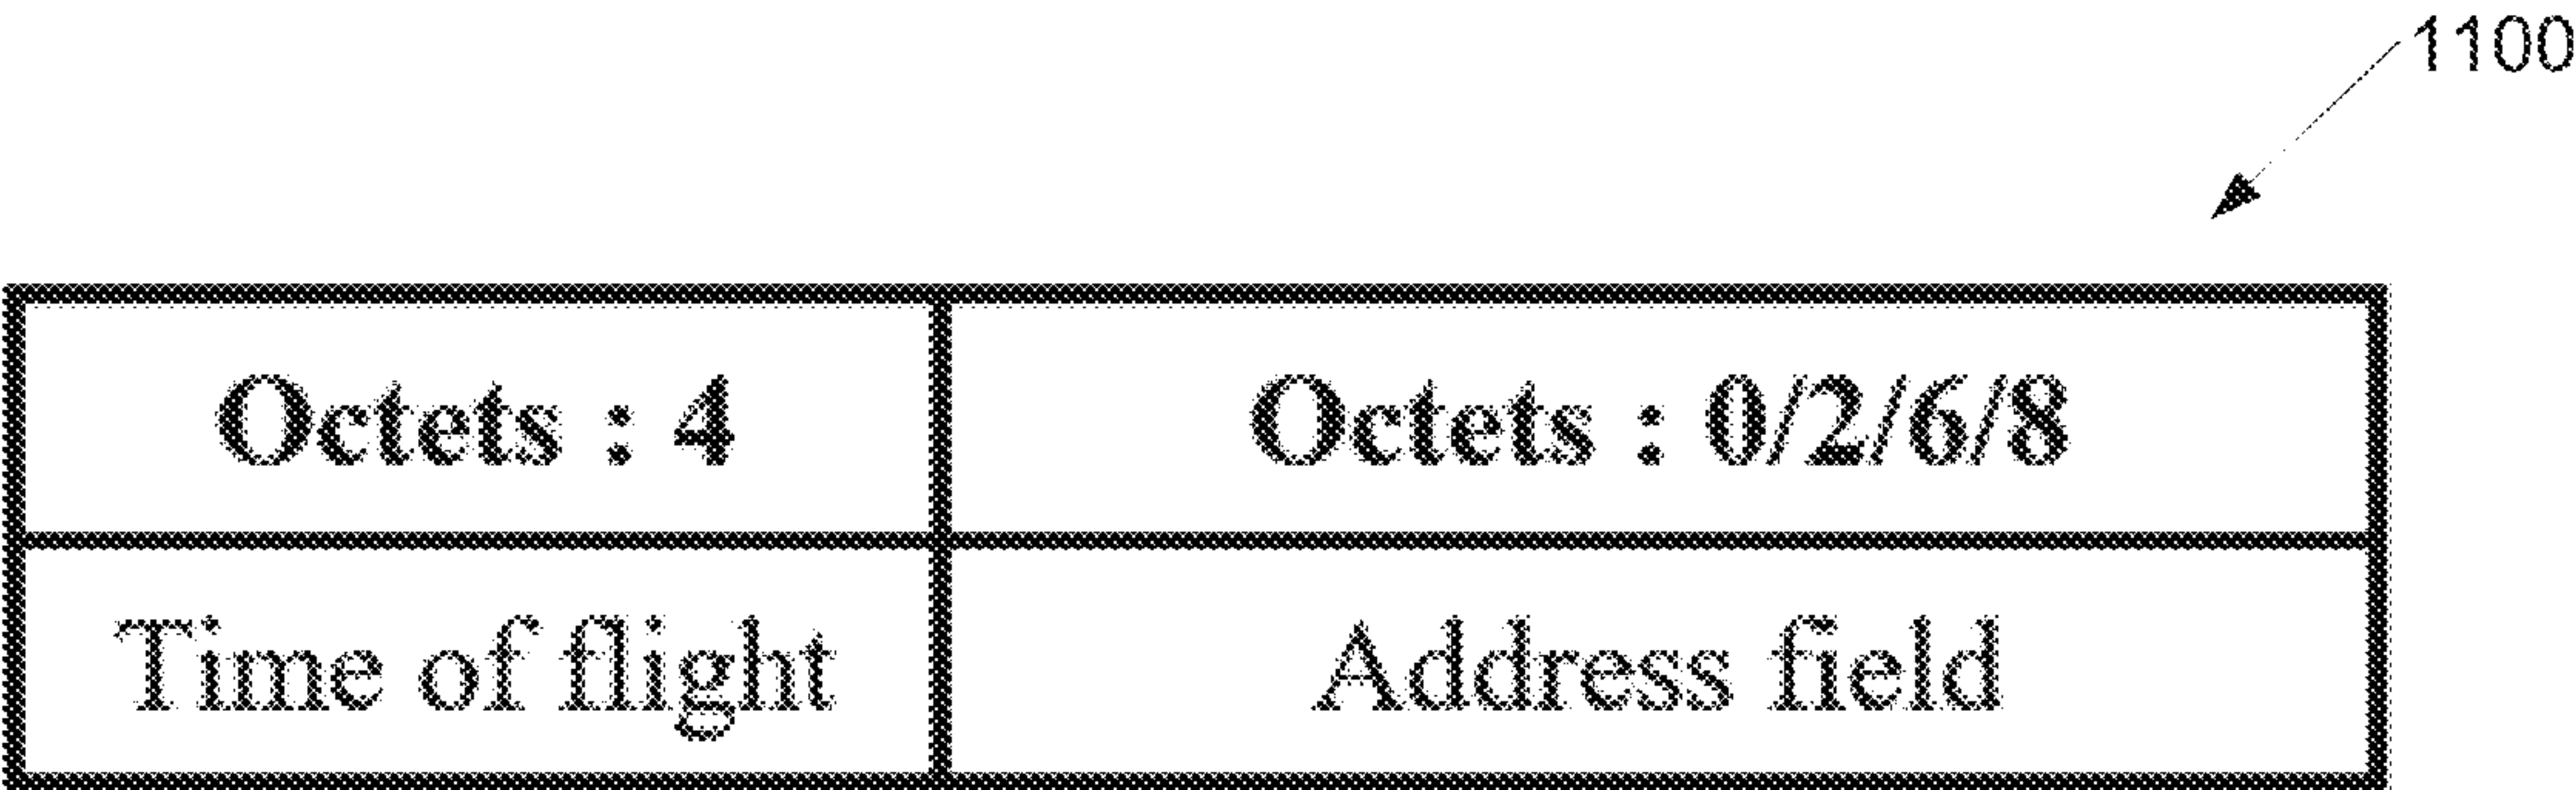 1100
Octets : 4 Octets : 0/2/6/8
Time of flight Address field